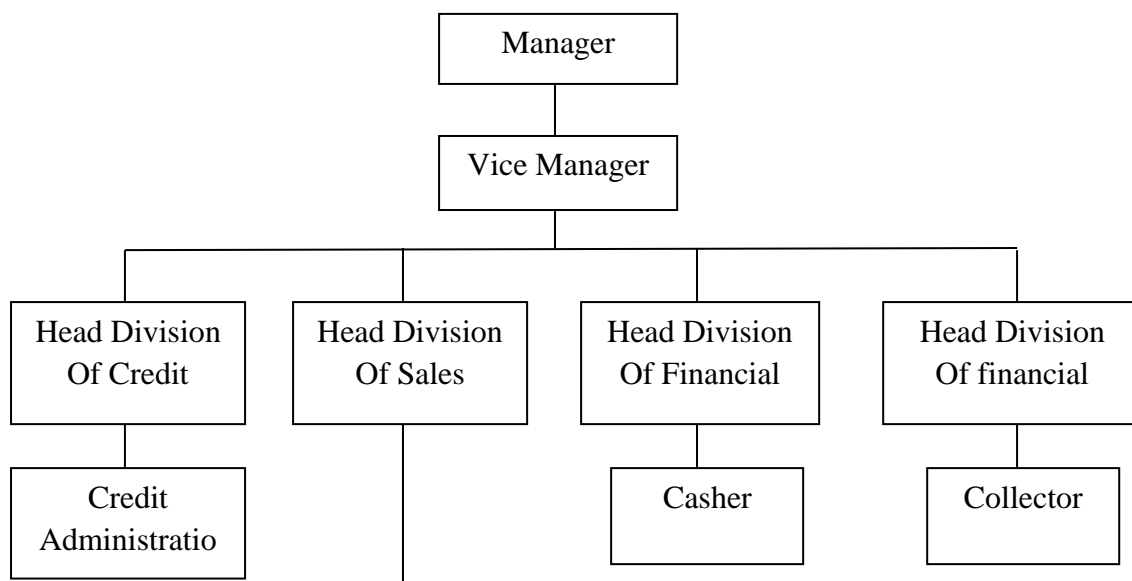 Manager
Vice Manager
Head Division
Of Credit
Head Division
Of Sales
Head Division
Of Financial
Head Division
Of financial
Credit
Administratio
Casher
Collector